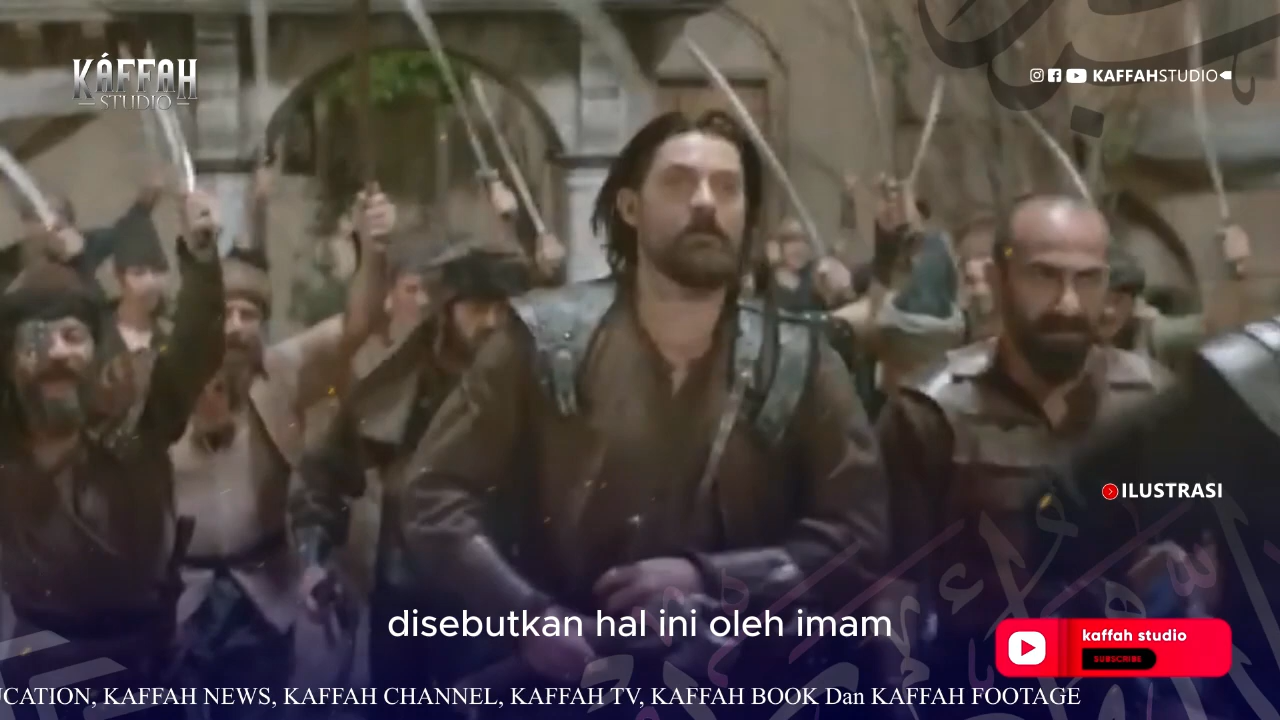 KÁFFAH
STUDIO
KAFFAHSTUDIO
ILUSTRASI
disebutkan hal ini oleh imam
kaffah studio
SUBSCRIBE
UCATION, KAFFAH NEWS, KAFFAH CHANNEL, KAFFAH TV, KAFFAH BOOK Dan KAFFAH FOOTAGE